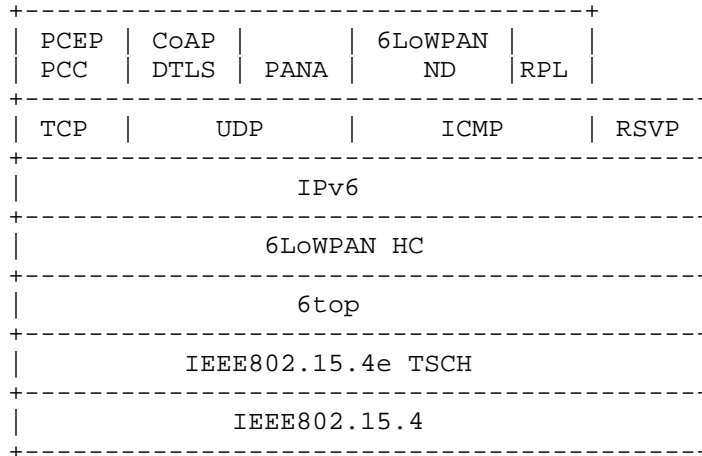 +-----------------------------------+
| PCEP | CoAP |      | 6LoWPAN |    |
| PCC  | DTLS | PANA |   ND    |RPL |
+------------------------------------------
| TCP  |     UDP     |     ICMP     | RSVP
+------------------------------------------
|                 IPv6
+------------------------------------------
|               6LoWPAN HC
+------------------------------------------
|                 6top
+------------------------------------------
|          IEEE802.15.4e TSCH
+------------------------------------------
|             IEEE802.15.4
+------------------------------------------